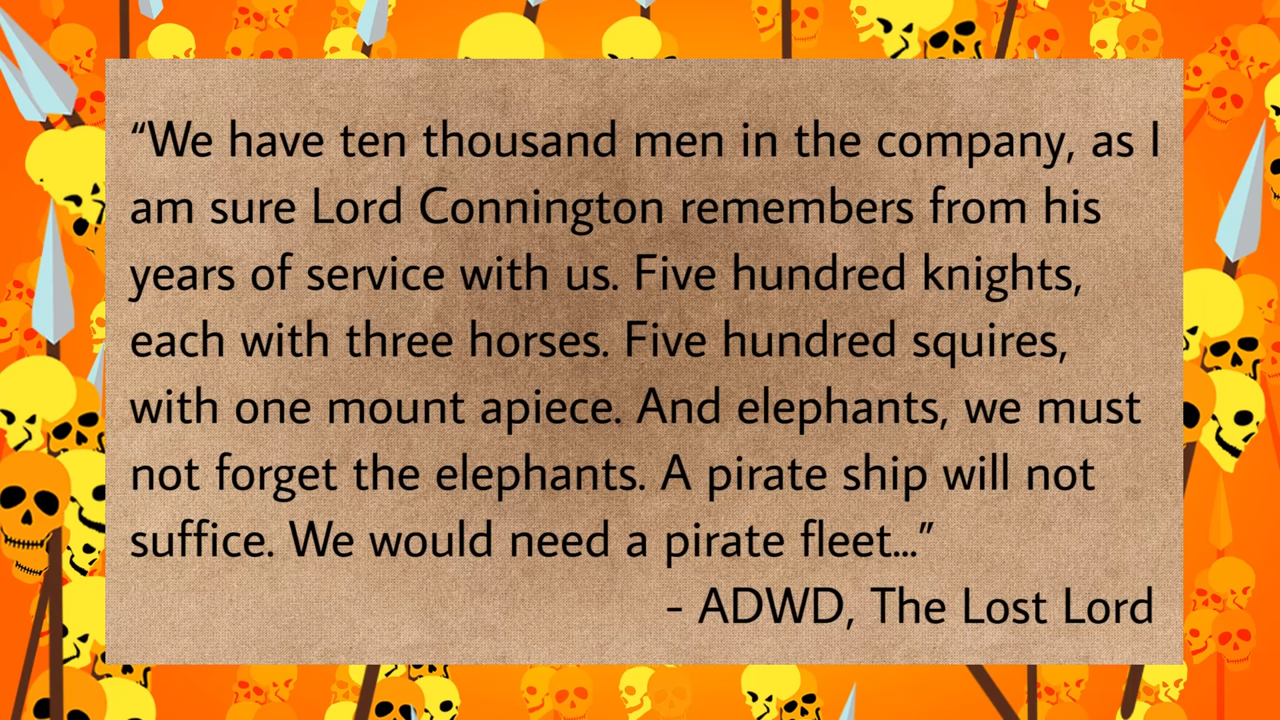 “We have ten thousand men in the company, as I
am sure Lord Connington remembers from his
years of service with us. Five hundred knights,
each with three horses. Five hundred squires,
with one mount apiece. And elephants, we must
not forget the elephants. A pirate ship will not
suffice. We would need a pirate fleet...”
- ADWD, The Lost Lord